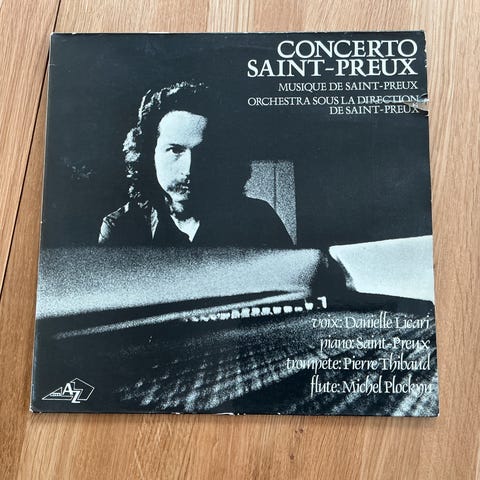 CONCERTO
SAINT-PREUX
MUSIQUE DE SAINT-PREUX
ORCHESTRA SOUS LA DIRECTION
DE SAINT-PREUX
voix: Danielle Licari
piano: Saint-Preux
trompete: Pierre Thibaud
flute: Michel Plockyn
AZ